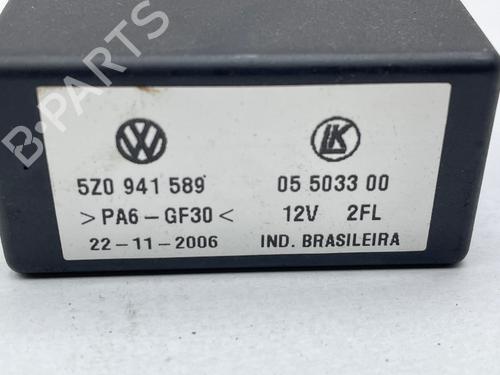 B-PARTS
5Z0 941 589 05 5033 00
>PA6-GF30< 12V 2FL
22-11-2006 IND. BRASILEIRA